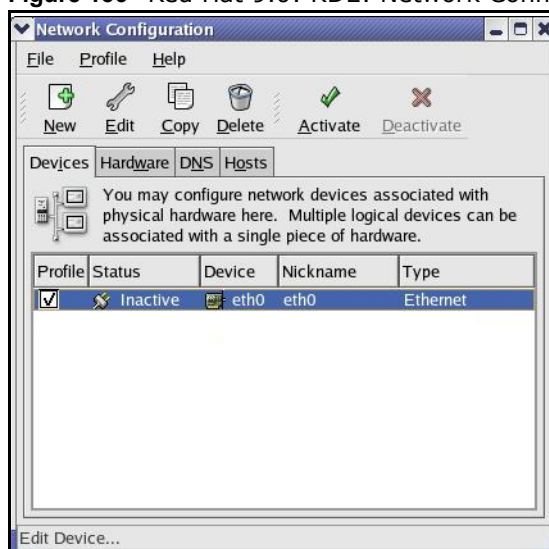 Network Configuration
File Profile Help
New Edit Copy Delete Activate Deactivate
Devices Hardware DNS Hosts
You may configure network devices associated with
physical hardware here. Multiple logical devices can be
associated with a single piece of hardware.
Profile Status Device Nickname Type
Inactive eth0 eth0 Ethernet
Edit Device...